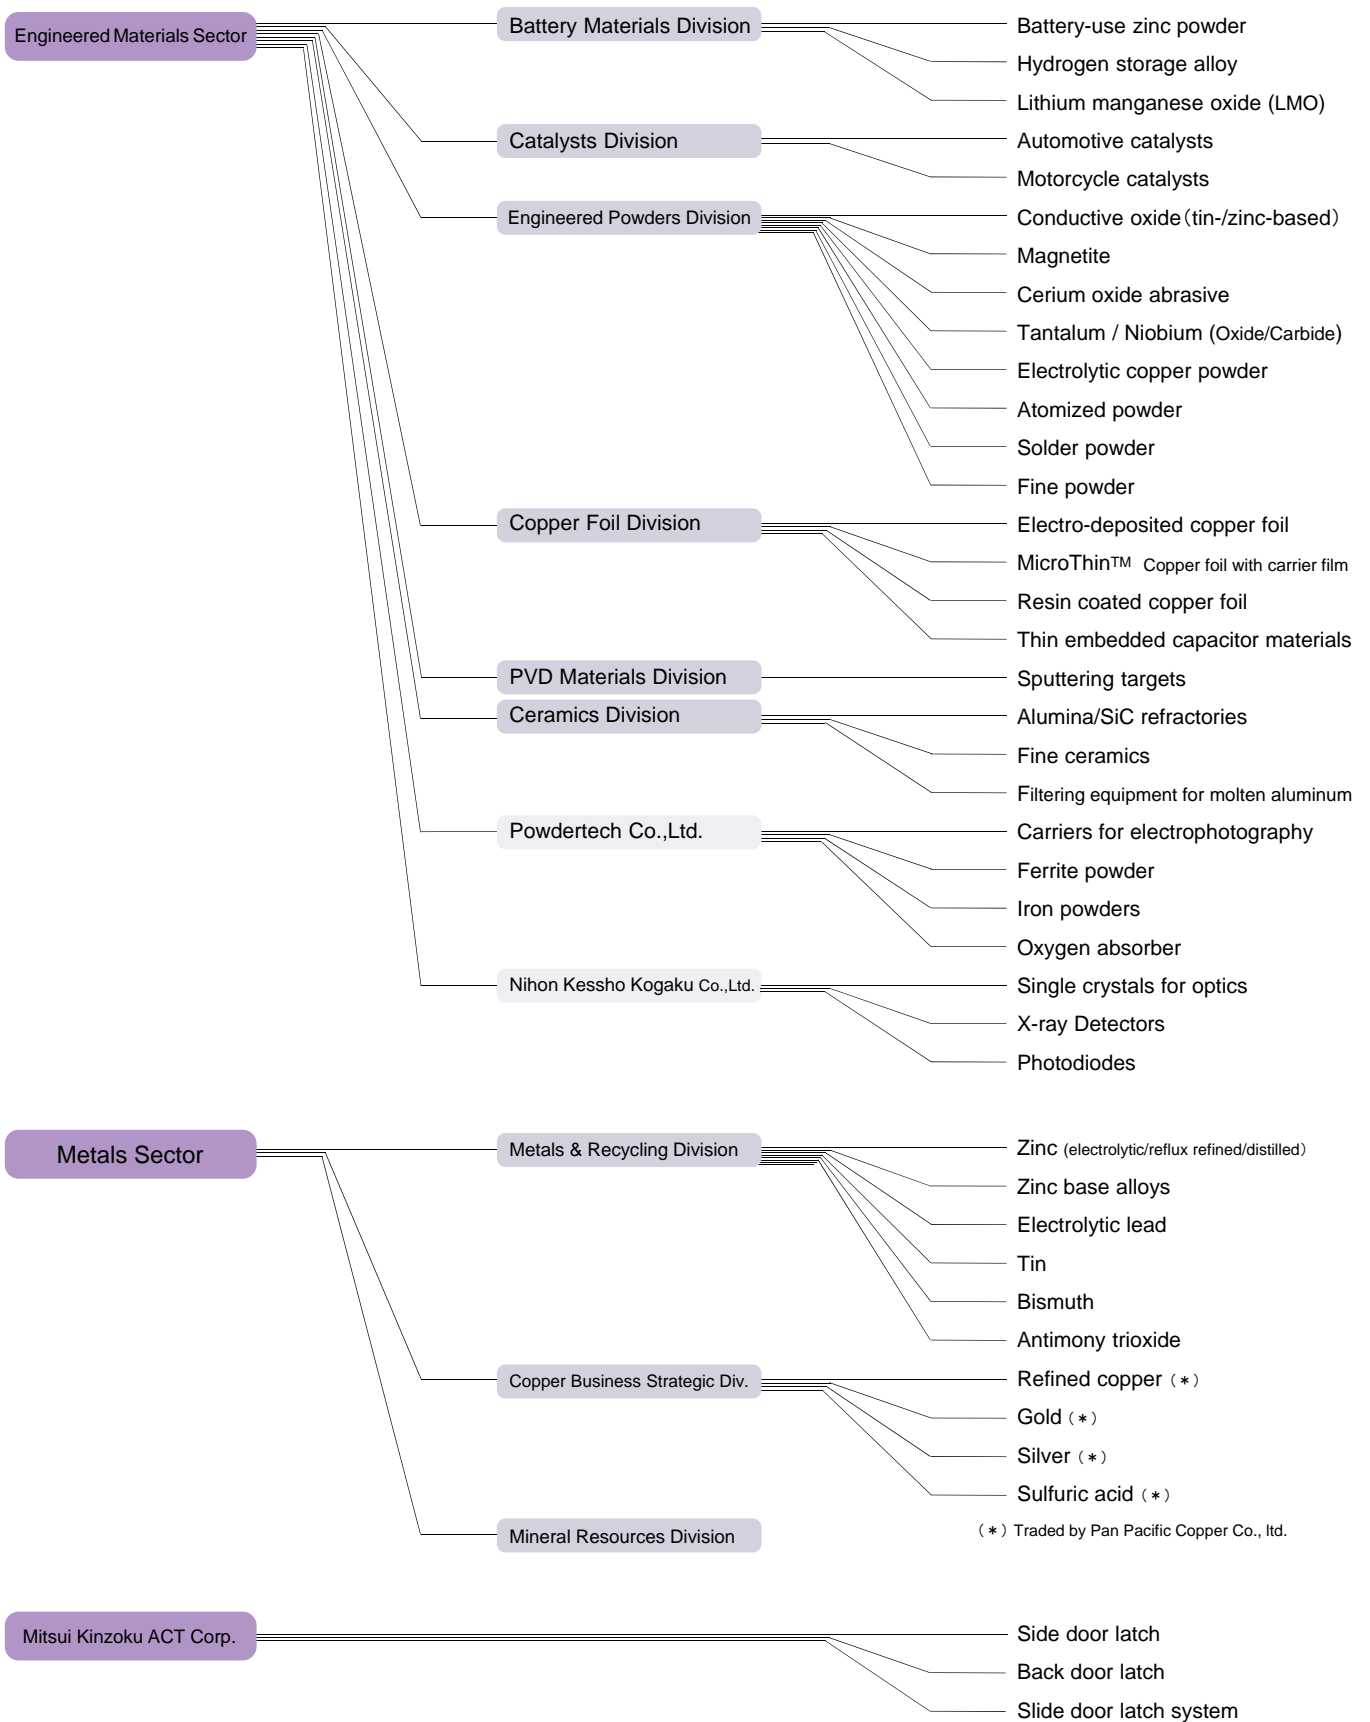 Engineered Materials Sector
Battery Materials Division
Battery-use zinc powder
Hydrogen storage alloy
Lithium manganese oxide (LMO)
Catalysts Division
Automotive catalysts
Motorcycle catalysts
Engineered Powders Division
Conductive oxide（tin-/zinc-based）
Magnetite
Cerium oxide abrasive
Tantalum / Niobium (Oxide/Carbide)
Electrolytic copper powder
Atomized powder
Solder powder
Fine powder
Copper Foil Division
Electro-deposited copper foil
MicroThin™ Copper foil with carrier film
Resin coated copper foil
Thin embedded capacitor materials
PVD Materials Division
Sputtering targets
Ceramics Division
Alumina/SiC refractories
Fine ceramics
Filtering equipment for molten aluminum
Powdertech Co.,Ltd.
Carriers for electrophotography
Ferrite powder
Iron powders
Oxygen absorber
Nihon Kessho Kogaku Co.,Ltd.
Single crystals for optics
X-ray Detectors
Photodiodes
Metals Sector
Metals & Recycling Division
Zinc (electrolytic/reflux refined/distilled）
Zinc base alloys
Electrolytic lead
Tin
Bismuth
Antimony trioxide
Copper Business Strategic Div.
Refined copper（＊）
Gold（＊）
Silver（＊）
Sulfuric acid（＊）
Mineral Resources Division
（＊）Traded by Pan Pacific Copper Co., ltd.
Mitsui Kinzoku ACT Corp.
Side door latch
Back door latch
Slide door latch system